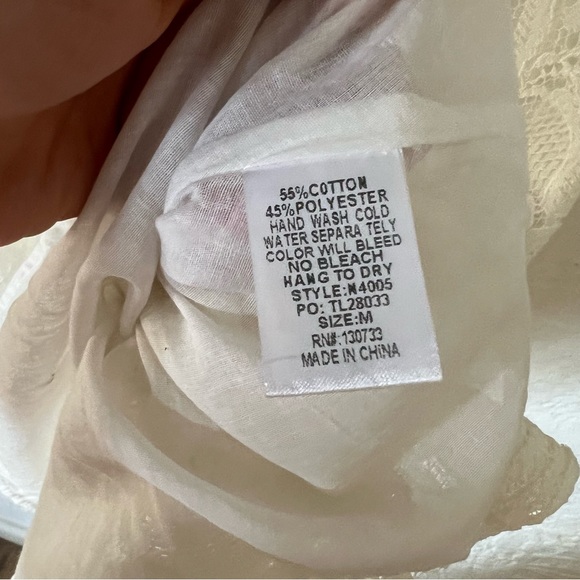 55%COTTON
45%POLYESTER
HAND WASH COLD
WATER SEPARA TELY
COLOR WILL BLEED
NO BLEACH
HANG TO DRY
STYLE:N4005
PO: TL28033
SIZE:M
RN#:130733
MADE IN CHINA